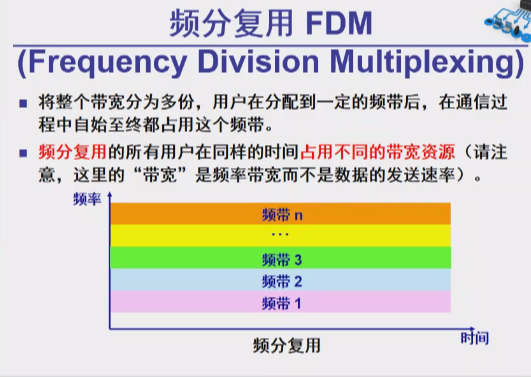 频分复用 FDM
(Frequency Division Multiplexing)
将整个带宽分为多份，用户在分配到一定的频带后，在通信过
程中自始至终都占用这个频带。
频分复用的所有用户在同样的时间占用不同的带宽资源（请注
意，这里的“带宽”是频率带宽而不是数据的发送速率）。
频率
频带 n
…
频带 3
频带 2
频带 1
时间
频分复用